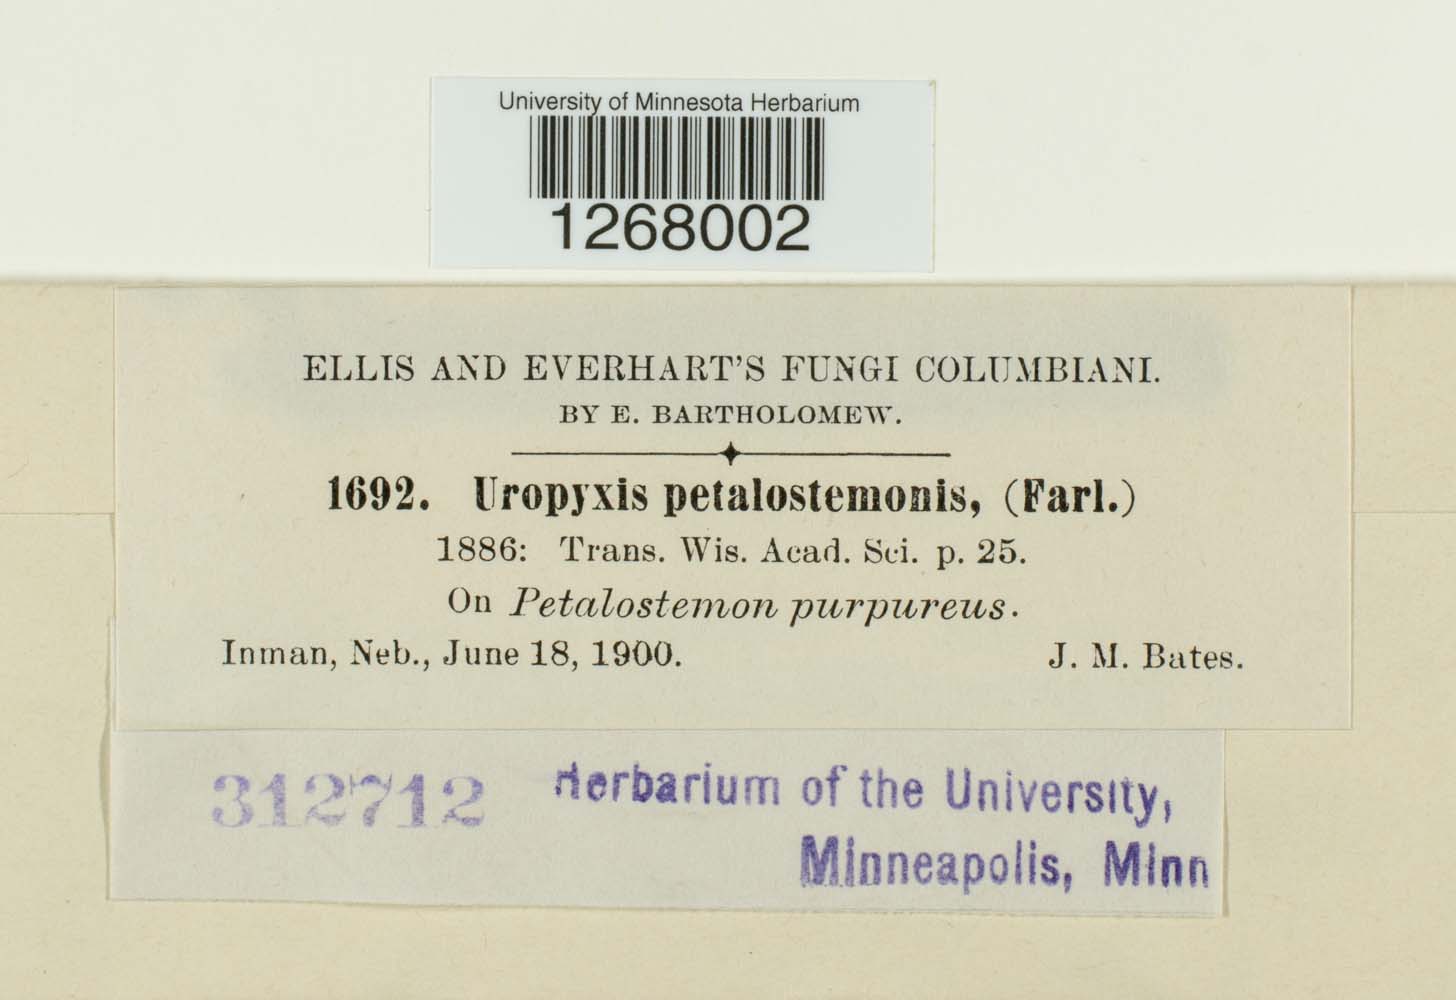 University of Minnesota Herbarium
1268002
ELLIS AND EVERHART'S FUNGI COLUMBIANI.
BY E. BARTHOLOMEW.
1692. Uropyxis petalostemonis, (Farl.)
1886: Trans. Wis. Acad. Sci. p. 25.
On Petalostemon purpureus.
Inman, Neb., June 18, 1900. J. M. Bates.
312712 Herbarium of the University,
Minneapolis, Minn